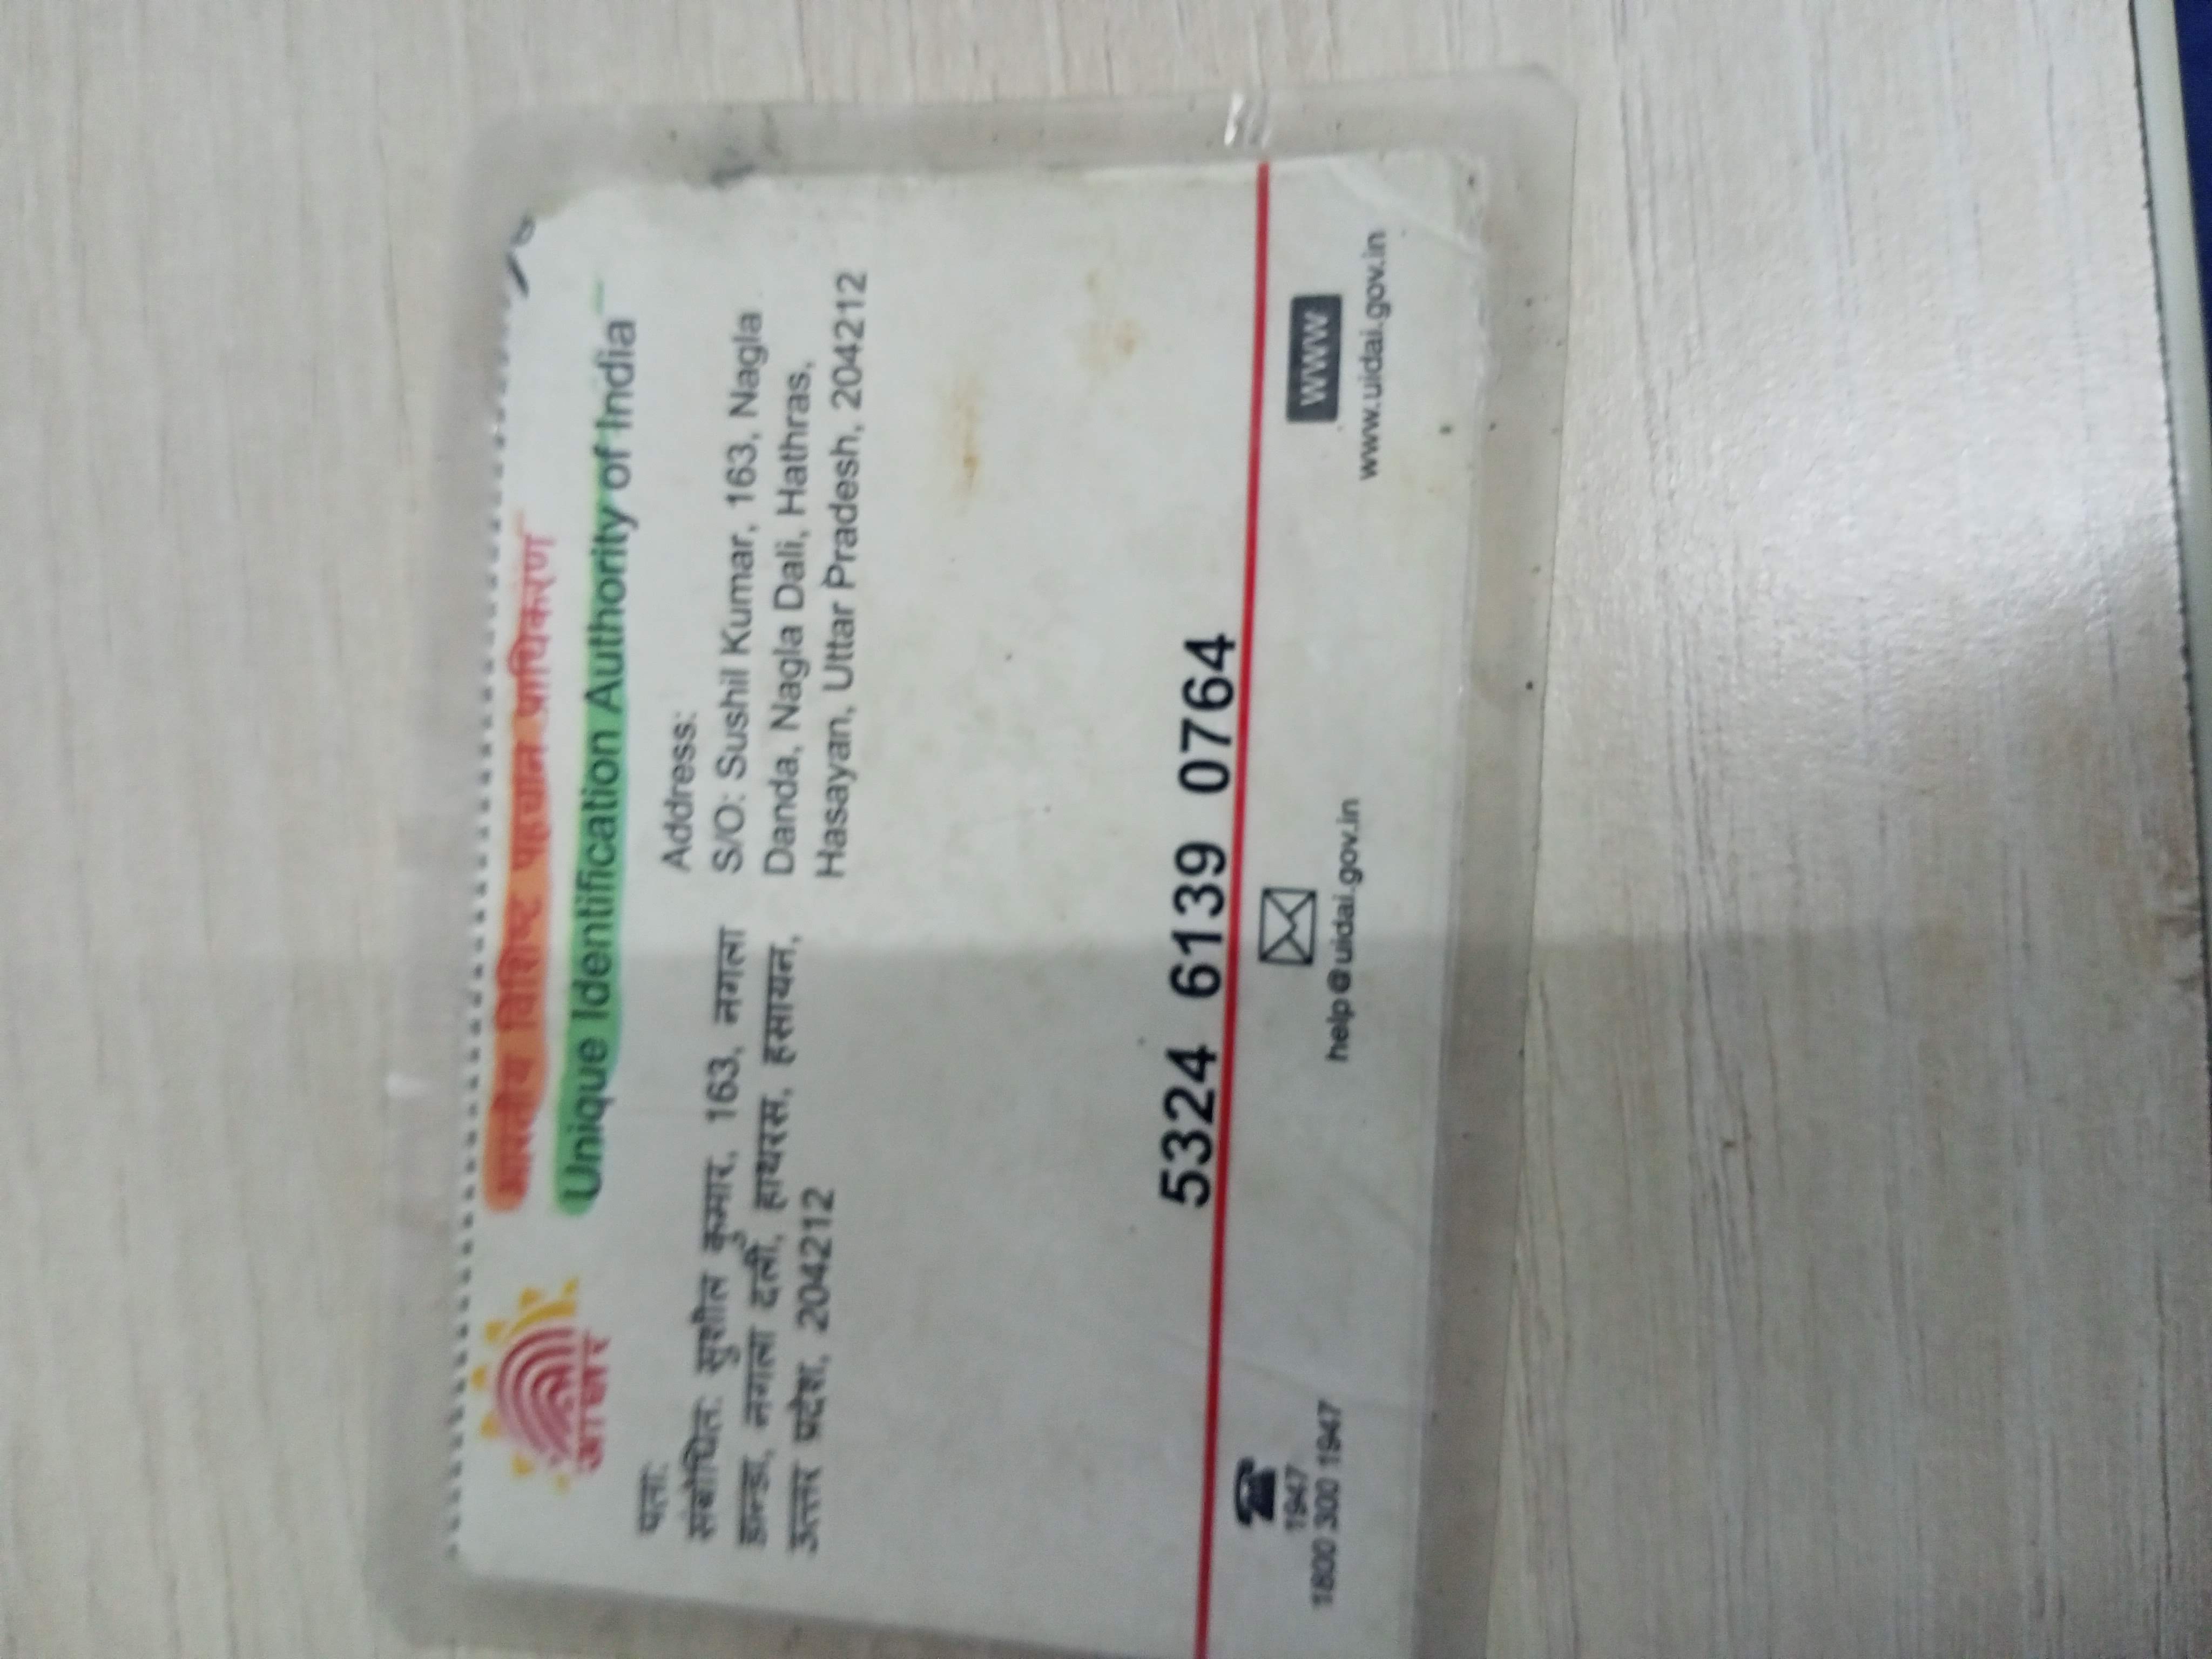 भारतीय विशिष्ट पहचान प्राधिकरण
Unique Identification Authority of India
आधार
पता:
संबोधित: सुशील कुमार, 163, नगला
डान्डा, नगला दली, हाथरस, हसायन,
उत्तर प्रदेश, 204212
Address:
S/O: Sushil Kumar, 163, Nagla
Danda, Nagla Dali, Hathras,
Hasayan, Uttar Pradesh, 204212
5324 6139 0764
1947
1800 300 1947
help@uidai.gov.in
www
www.uidai.gov.in